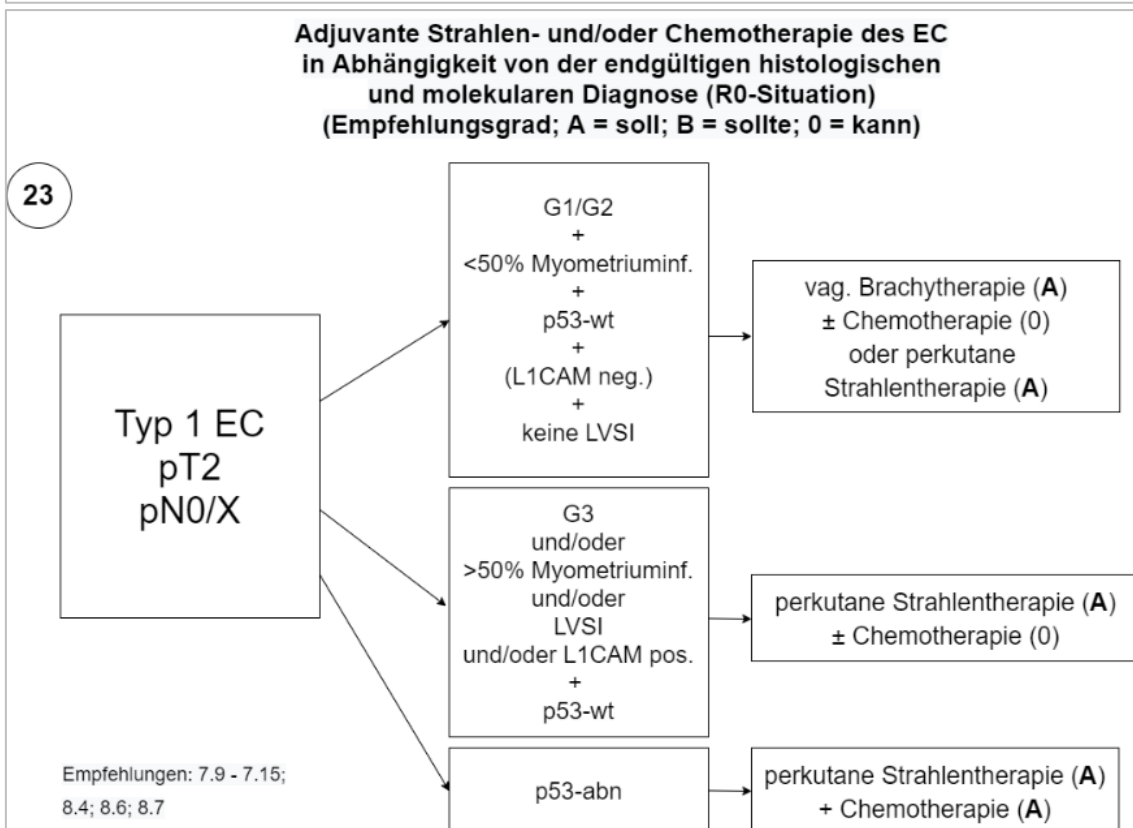 Adjuvante Strahlen- und/oder Chemotherapie des EC
in Abhängigkeit von der endgültigen histologischen
und molekularen Diagnose (R0-Situation)
(Empfehlungsgrad; A = soll; B = sollte; 0 = kann)
23
Typ 1 EC
pT2
pN0/X
G1/G2
+
<50% Myometriuminf.
+
p53-wt
+
(L1CAM neg.)
+
keine LVSI
vag. Brachytherapie (A)
± Chemotherapie (0)
oder perkutane
Strahlentherapie (A)
G3
und/oder
>50% Myometriuminf.
und/oder
LVSI
und/oder L1CAM pos.
+
p53-wt
perkutane Strahlentherapie (A)
± Chemotherapie (0)
p53-abn
perkutane Strahlentherapie (A)
+ Chemotherapie (A)
Empfehlungen: 7.9 - 7.15;
8.4; 8.6; 8.7